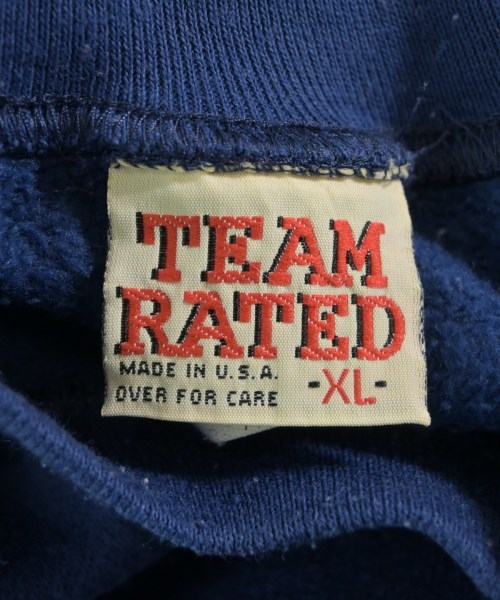 TEAM
RATED
MADE IN U.S.A.
OVER FOR CARE
-XL-